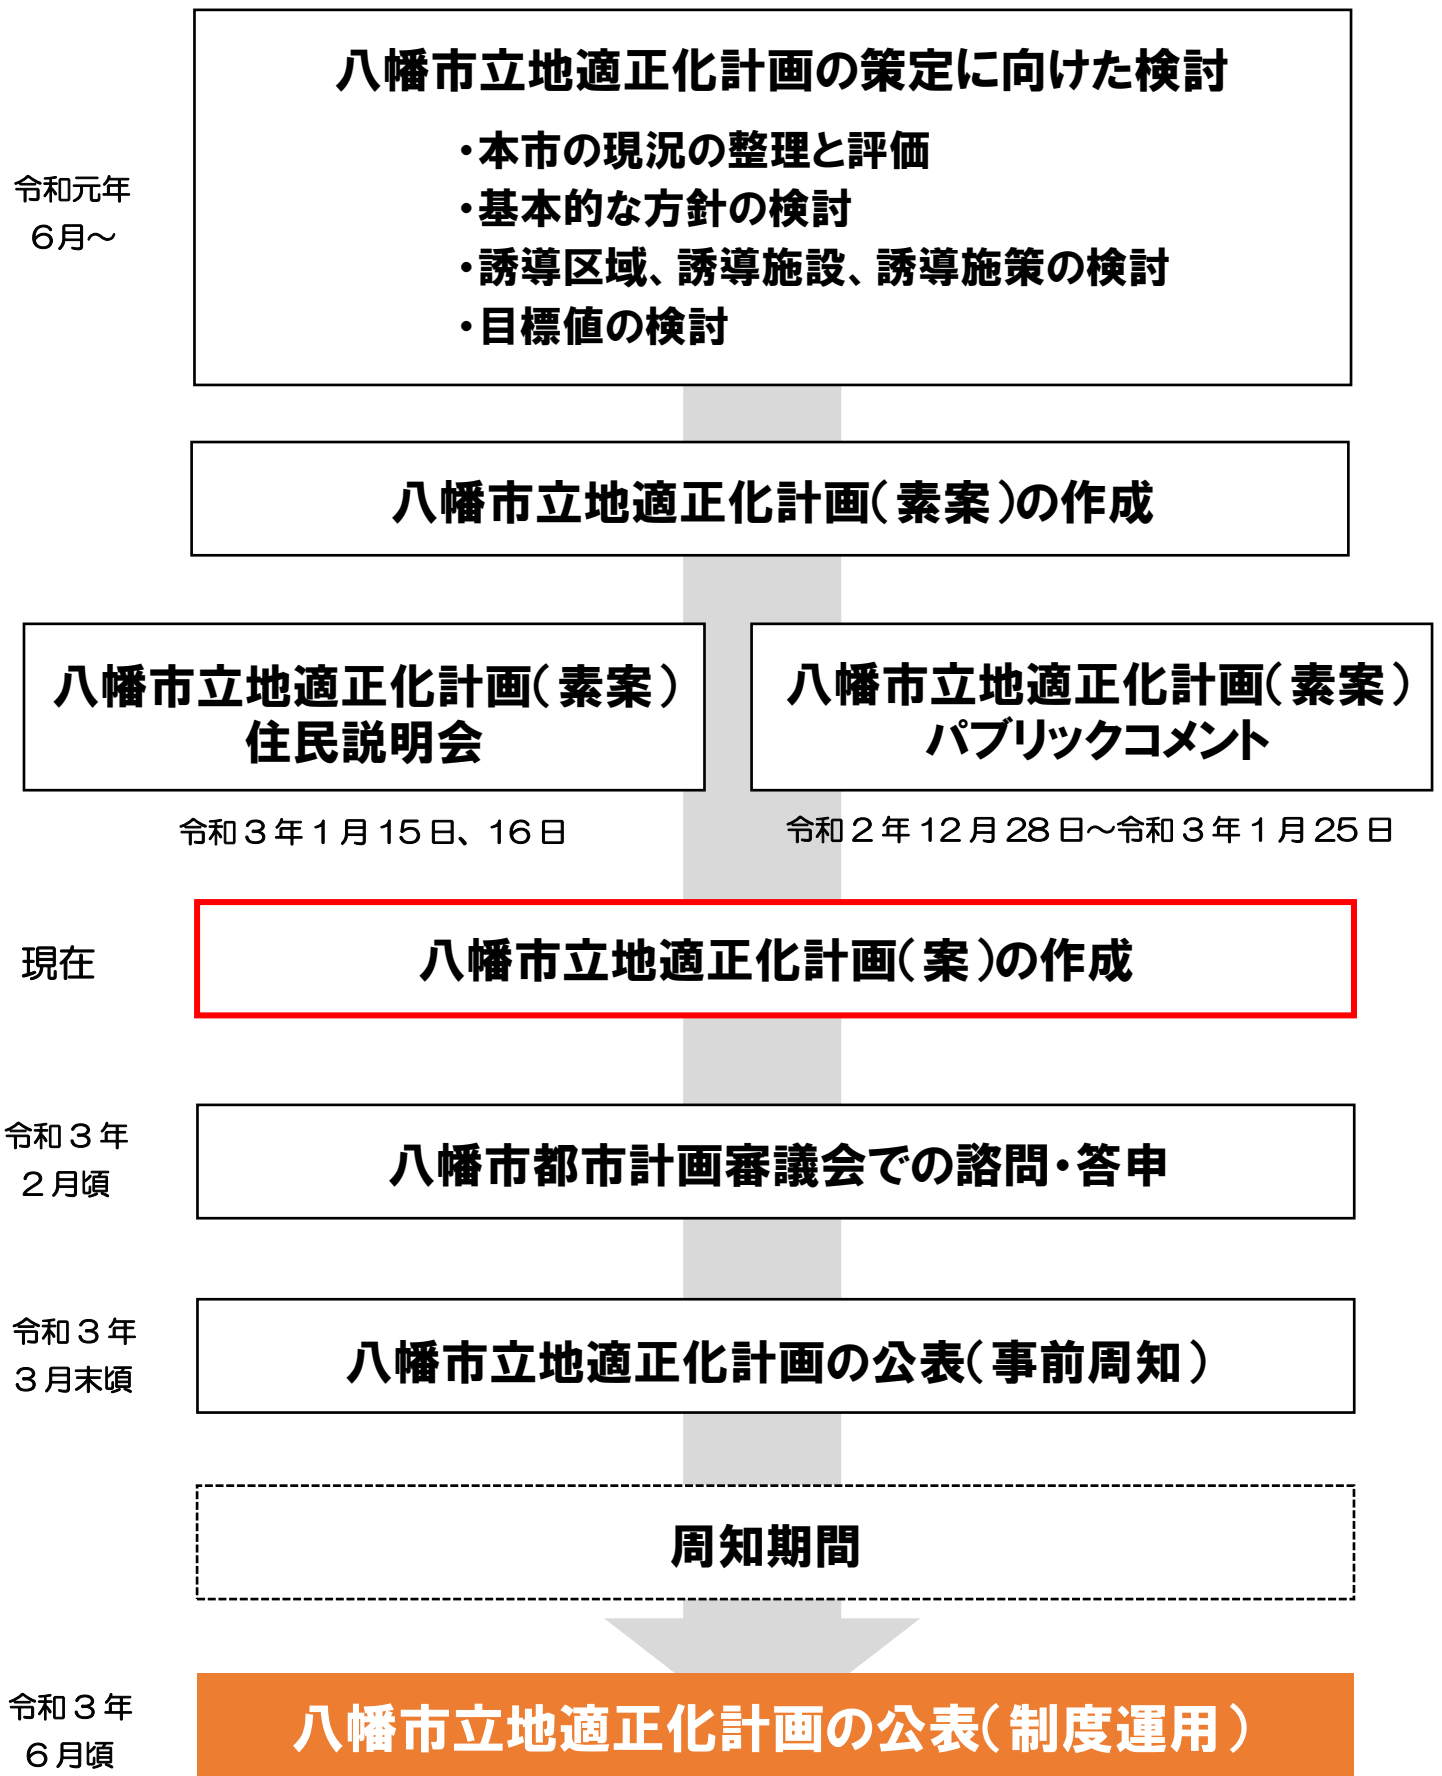 八幡市立地適正化計画の策定に向けた検討
・本市の現況の整理と評価
・基本的な方針の検討
・誘導区域、誘導施設、誘導施策の検討
・目標値の検討
令和元年
6月～
八幡市立地適正化計画（素案）の作成
八幡市立地適正化計画（素案）
住民説明会
令和3年1月15日、16日
八幡市立地適正化計画（素案）
パブリックコメント
令和2年12月28日～令和3年1月25日
現在
八幡市立地適正化計画（案）の作成
令和3年
2月頃
八幡市都市計画審議会での諮問・答申
令和3年
3月末頃
八幡市立地適正化計画の公表（事前周知）
周知期間
令和3年
6月頃
八幡市立地適正化計画の公表（制度運用）